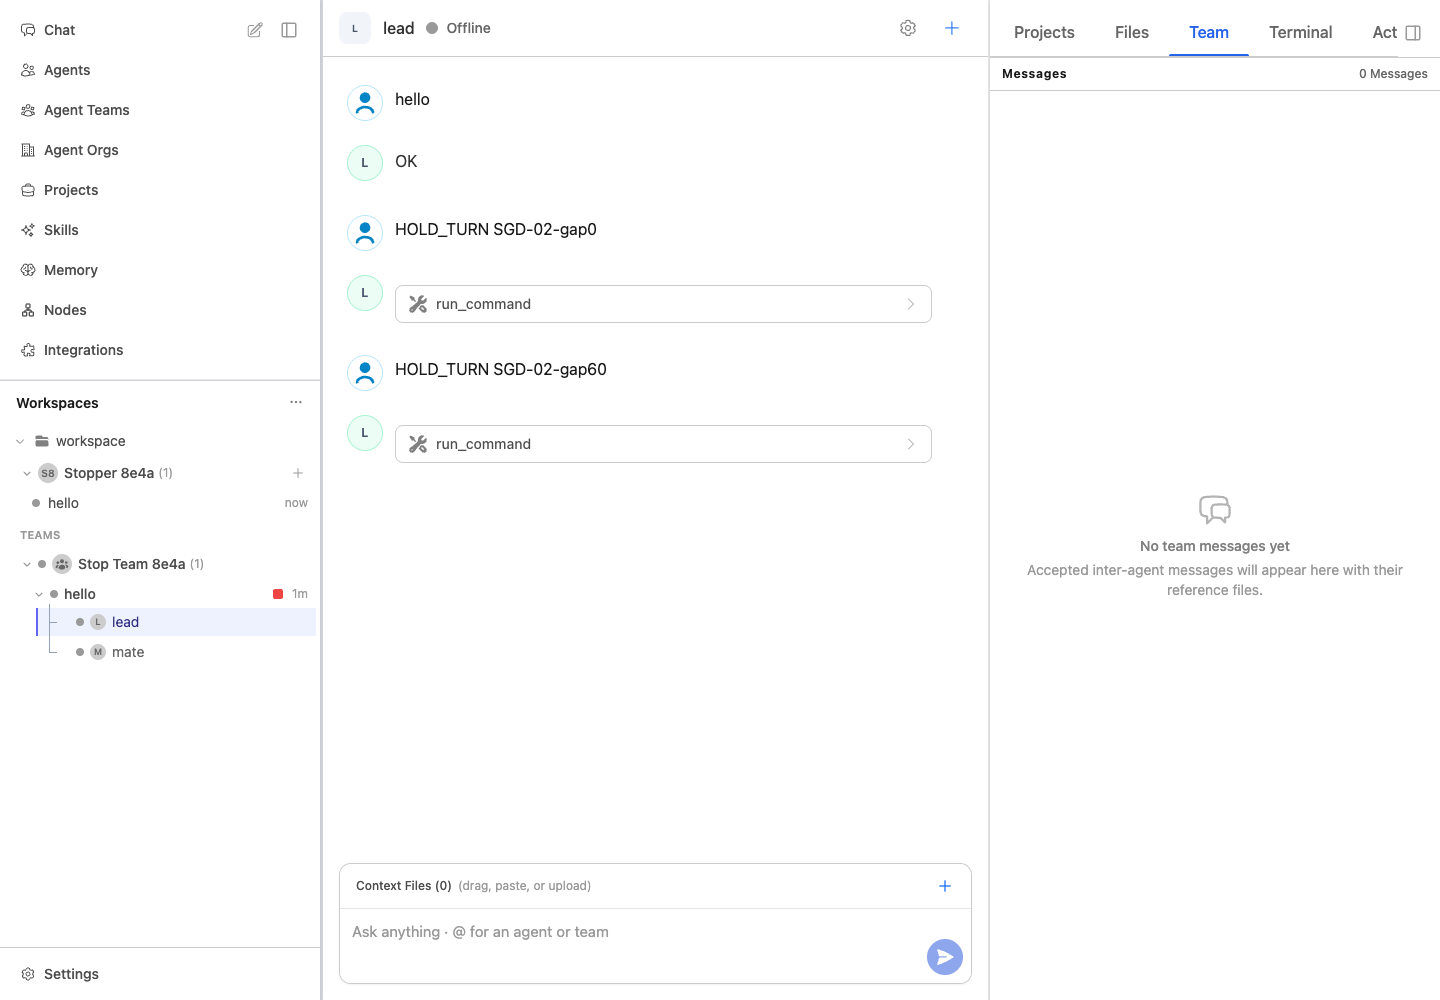 Chat
Agents
Agent Teams
Agent Orgs
Projects
Skills
Memory
Nodes
Integrations
Workspaces
workspace
S8 Stopper 8e4a (1)
hello now
TEAMS
Stop Team 8e4a (1)
hello 1m
L lead
M mate
Settings
L lead Offline
hello
L OK
HOLD_TURN SGD-02-gap0
L run_command
HOLD_TURN SGD-02-gap60
L run_command
Context Files (0) (drag, paste, or upload)
Ask anything · @ for an agent or team
Projects Files Team Terminal Act
Messages 0 Messages
No team messages yet
Accepted inter-agent messages will appear here with their
reference files.